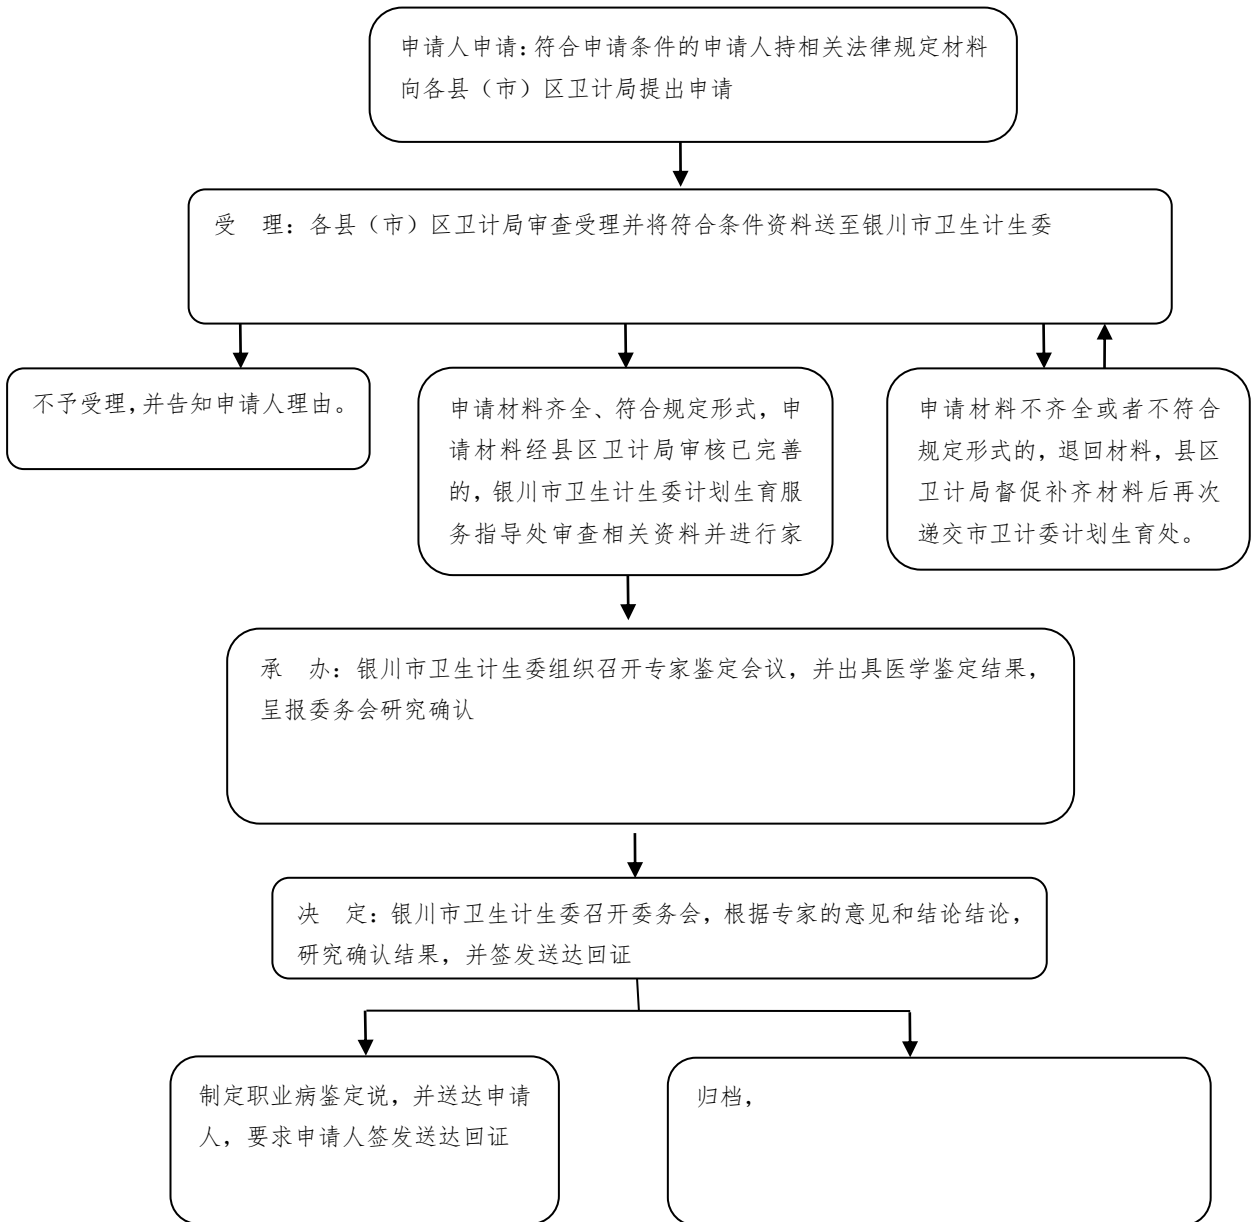 申请人申请：符合申请条件的申请人持相关法律规定材料
向各县（市）区卫计局提出申请
受　理：各县（市）区卫计局审查受理并将符合条件资料送至银川市卫生计生委
不予受理，并告知申请人理由。
申请材料齐全、符合规定形式，申
请材料经县区卫计局审核已完善
的，银川市卫生计生委计划生育服
务指导处审查相关资料并进行家
申请材料不齐全或者不符合
规定形式的，退回材料，县区
卫计局督促补齐材料后再次
递交市卫计委计划生育处。
承　办：银川市卫生计生委组织召开专家鉴定会议，并出具医学鉴定结果，
呈报委务会研究确认
决　定：银川市卫生计生委召开委务会，根据专家的意见和结论结论，
研究确认结果，并签发送达回证
制定职业病鉴定说，并送达申请
人，要求申请人签发送达回证
归档，